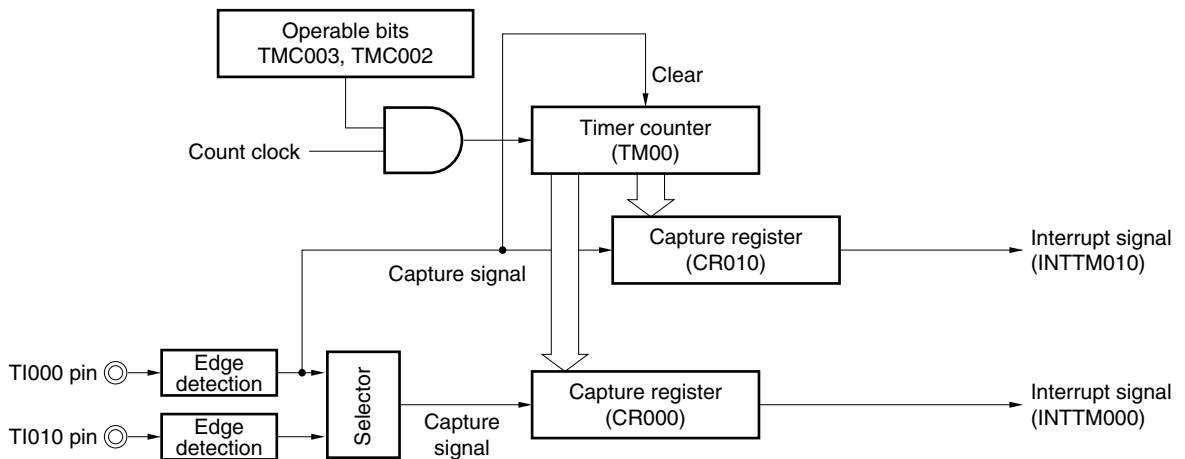 Operable bits
TMC003, TMC002
Clear
Count clock
Timer counter
(TM00)
Capture register
(CR010)
Interrupt signal
(INTTM010)
Capture signal
TI000 pin
Edge
detection
Selector
Capture register
(CR000)
Interrupt signal
(INTTM000)
TI010 pin
Edge
detection
Capture
signal